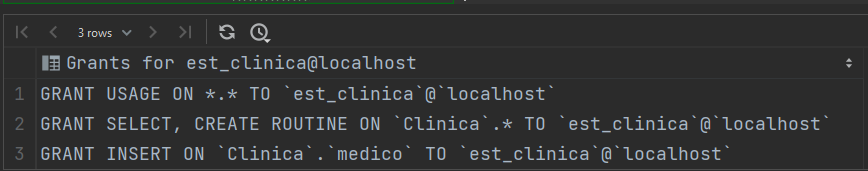 3 rows
Grants for est_clinica@localhost
1 GRANT USAGE ON *.* TO `est_clinica`@`localhost`
2 GRANT SELECT, CREATE ROUTINE ON `Clinica`.* TO `est_clinica`@`localhost`
3 GRANT INSERT ON `Clinica`.`medico` TO `est_clinica`@`localhost`